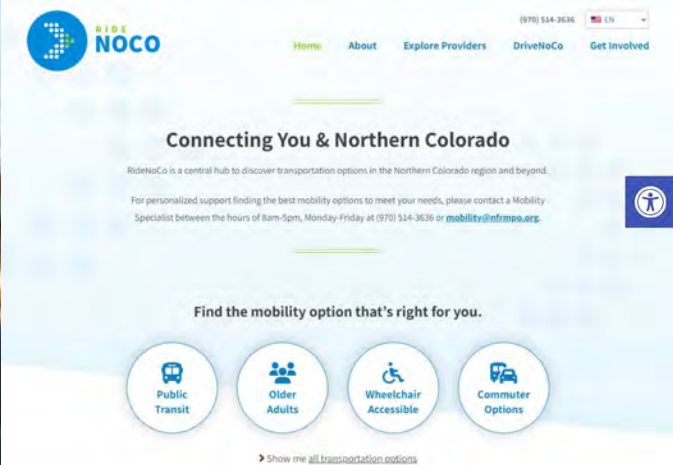 (970) 514-3636
EN
RIDE
NOCO
Home About Explore Providers DriveNoCo Get Involved
Connecting You & Northern Colorado
RideNoCo is a central hub to discover transportation options in the Northern Colorado region and beyond.
For personalized support finding the best mobility options to meet your needs, please contact a Mobility
Specialist between the hours of 8am-5pm, Monday-Friday at (970) 514-3636 or mobility@nfrmpo.org.
Find the mobility option that's right for you.
Public
Transit
Older
Adults
Wheelchair
Accessible
Commuter
Options
Show me all transportation options